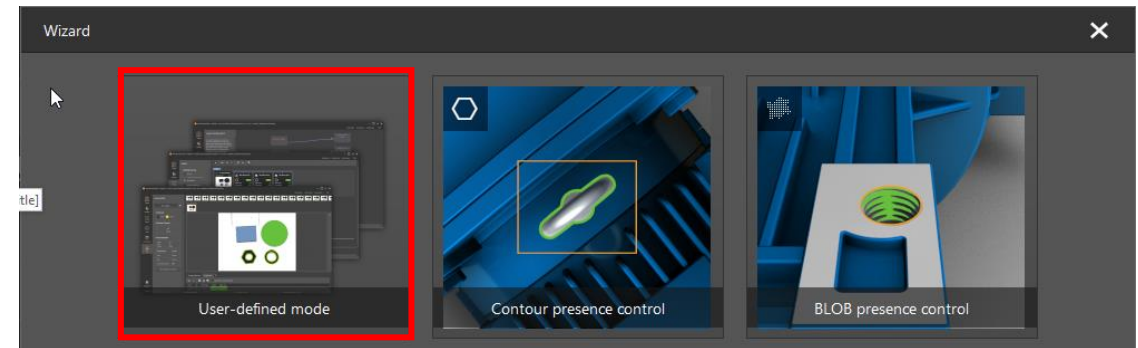 Wizard
tle]
User-defined mode
Contour presence control
BLOB presence control